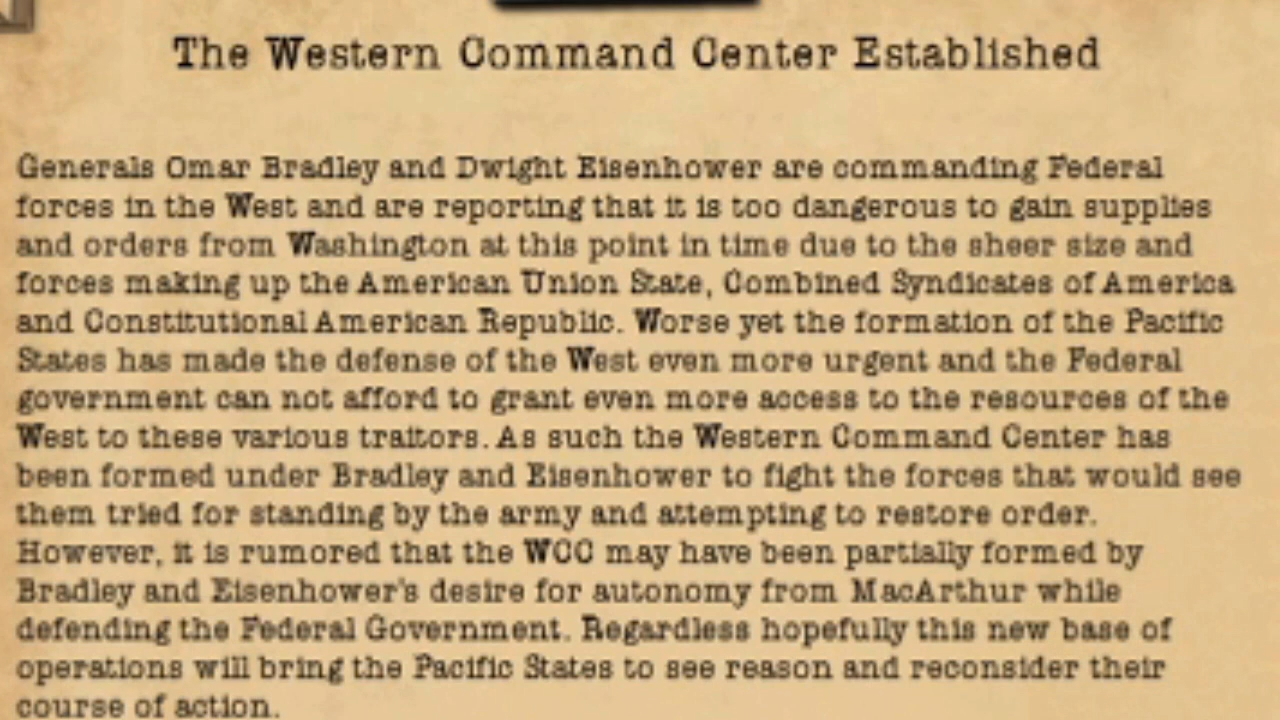 The Western Command Center Established
Generals Omar Bradley and Dwight Eisenhower are commanding Federal
forces in the West and are reporting that it is too dangerous to gain supplies
and orders from Washington at this point in time due to the sheer size and
forces making up the American Union State, Combined Syndicates of America
and Constitutional American Republic. Worse yet the formation of the Pacific
States has made the defense of the West even more urgent and the Federal
government can not afford to grant even more access to the resources of the
West to these various traitors. As such the Western Command Center has
been formed under Bradley and Eisenhower to fight the forces that would see
them tried for standing by the army and attempting to restore order.
However, it is rumored that the WCC may have been partially formed by
Bradley and Eisenhower's desire for autonomy from MacArthur while
defending the Federal Government. Regardless hopefully this new base of
operations will bring the Pacific States to see reason and reconsider their
course of action.